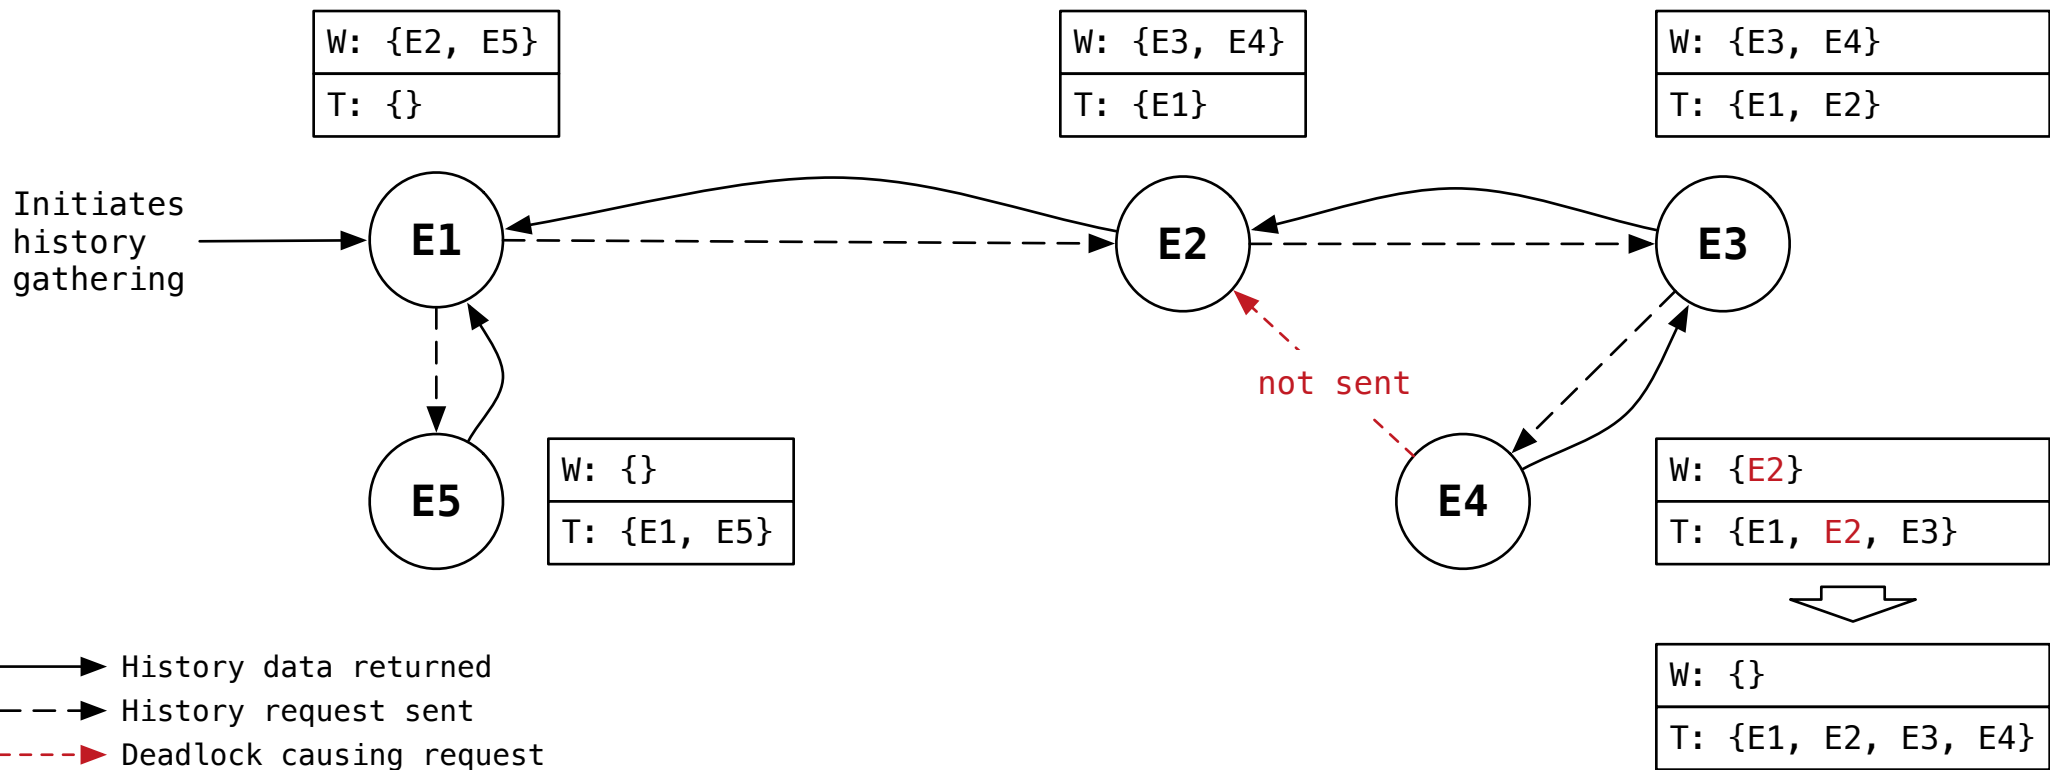 W: {E2, E5}
T: {}
W: {E3, E4}
T: {E1}
W: {E3, E4}
T: {E1, E2}
Initiates
history
gathering
E1
E2
E3
not sent
E5
W: {}
T: {E1, E5}
E4
W: {E2}
T: {E1, E2, E3}
W: {}
T: {E1, E2, E3, E4}
History data returned
History request sent
Deadlock causing request